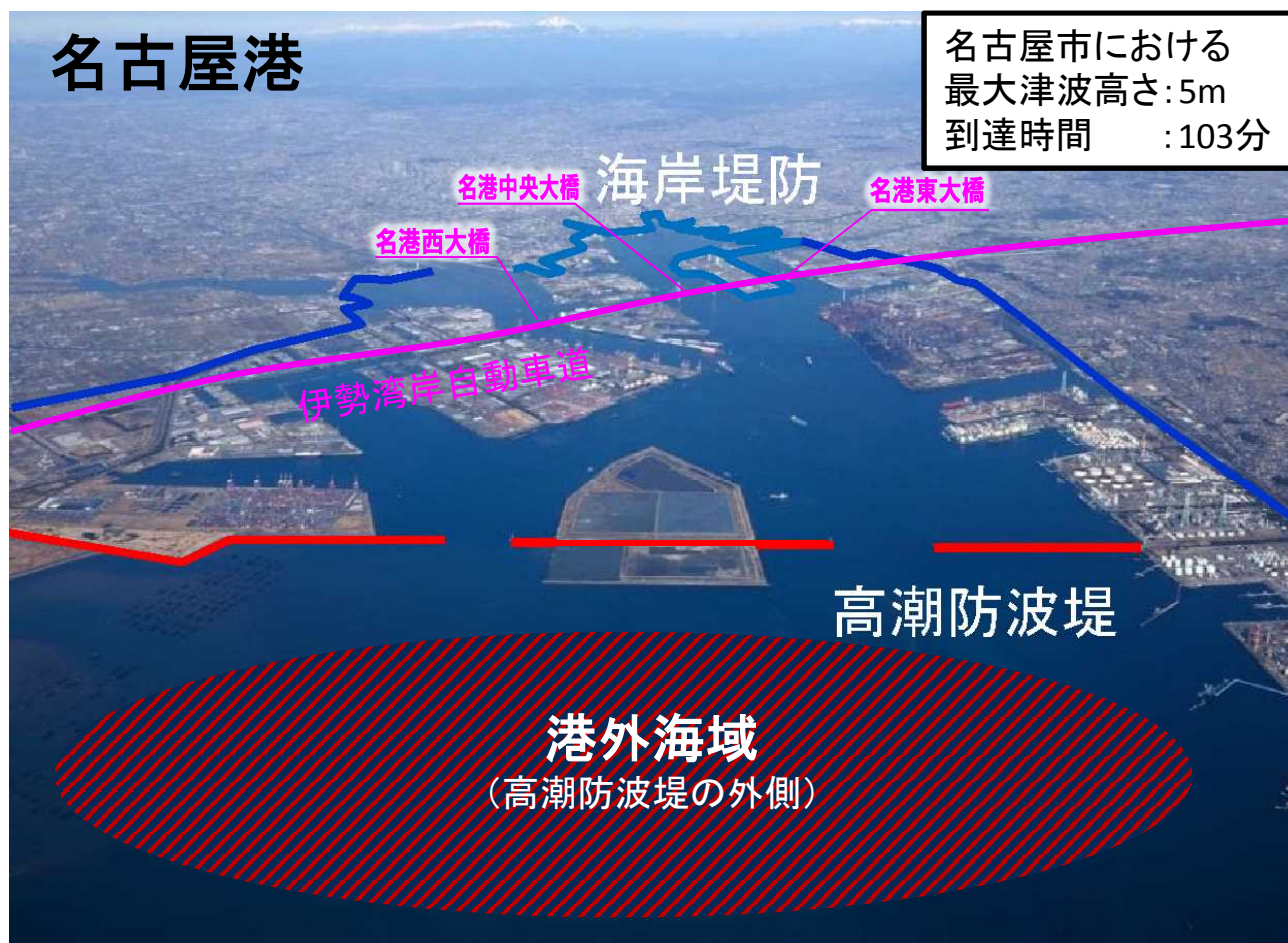 名古屋港
名古屋市における
最大津波高さ:5m
到達時間　　:103分
海岸堤防
名港中央大橋
名港東大橋
名港西大橋
伊勢湾岸自動車道
高潮防波堤
港外海域
(高潮防波堤の外側)